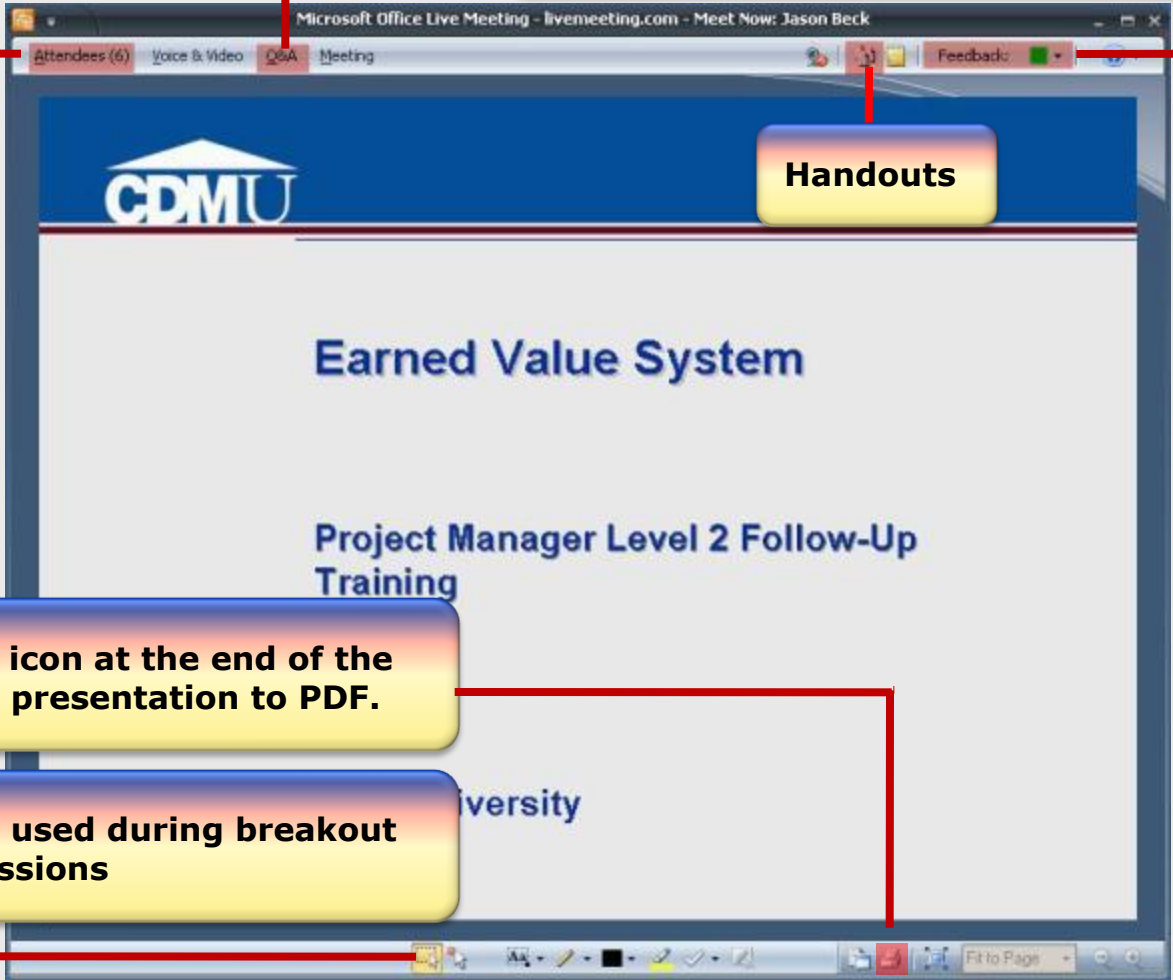 Microsoft Office Live Meeting - livemeeting.com - Meet Now: Jason Beck
Attendees (6) Voice & Video Q&A Meeting Feedback:
Handouts
CDMU
Earned Value System
Project Manager Level 2 Follow-Up
Training
icon at the end of the
presentation to PDF.
iversity
used during breakout
ssions
Aa Fit to Page